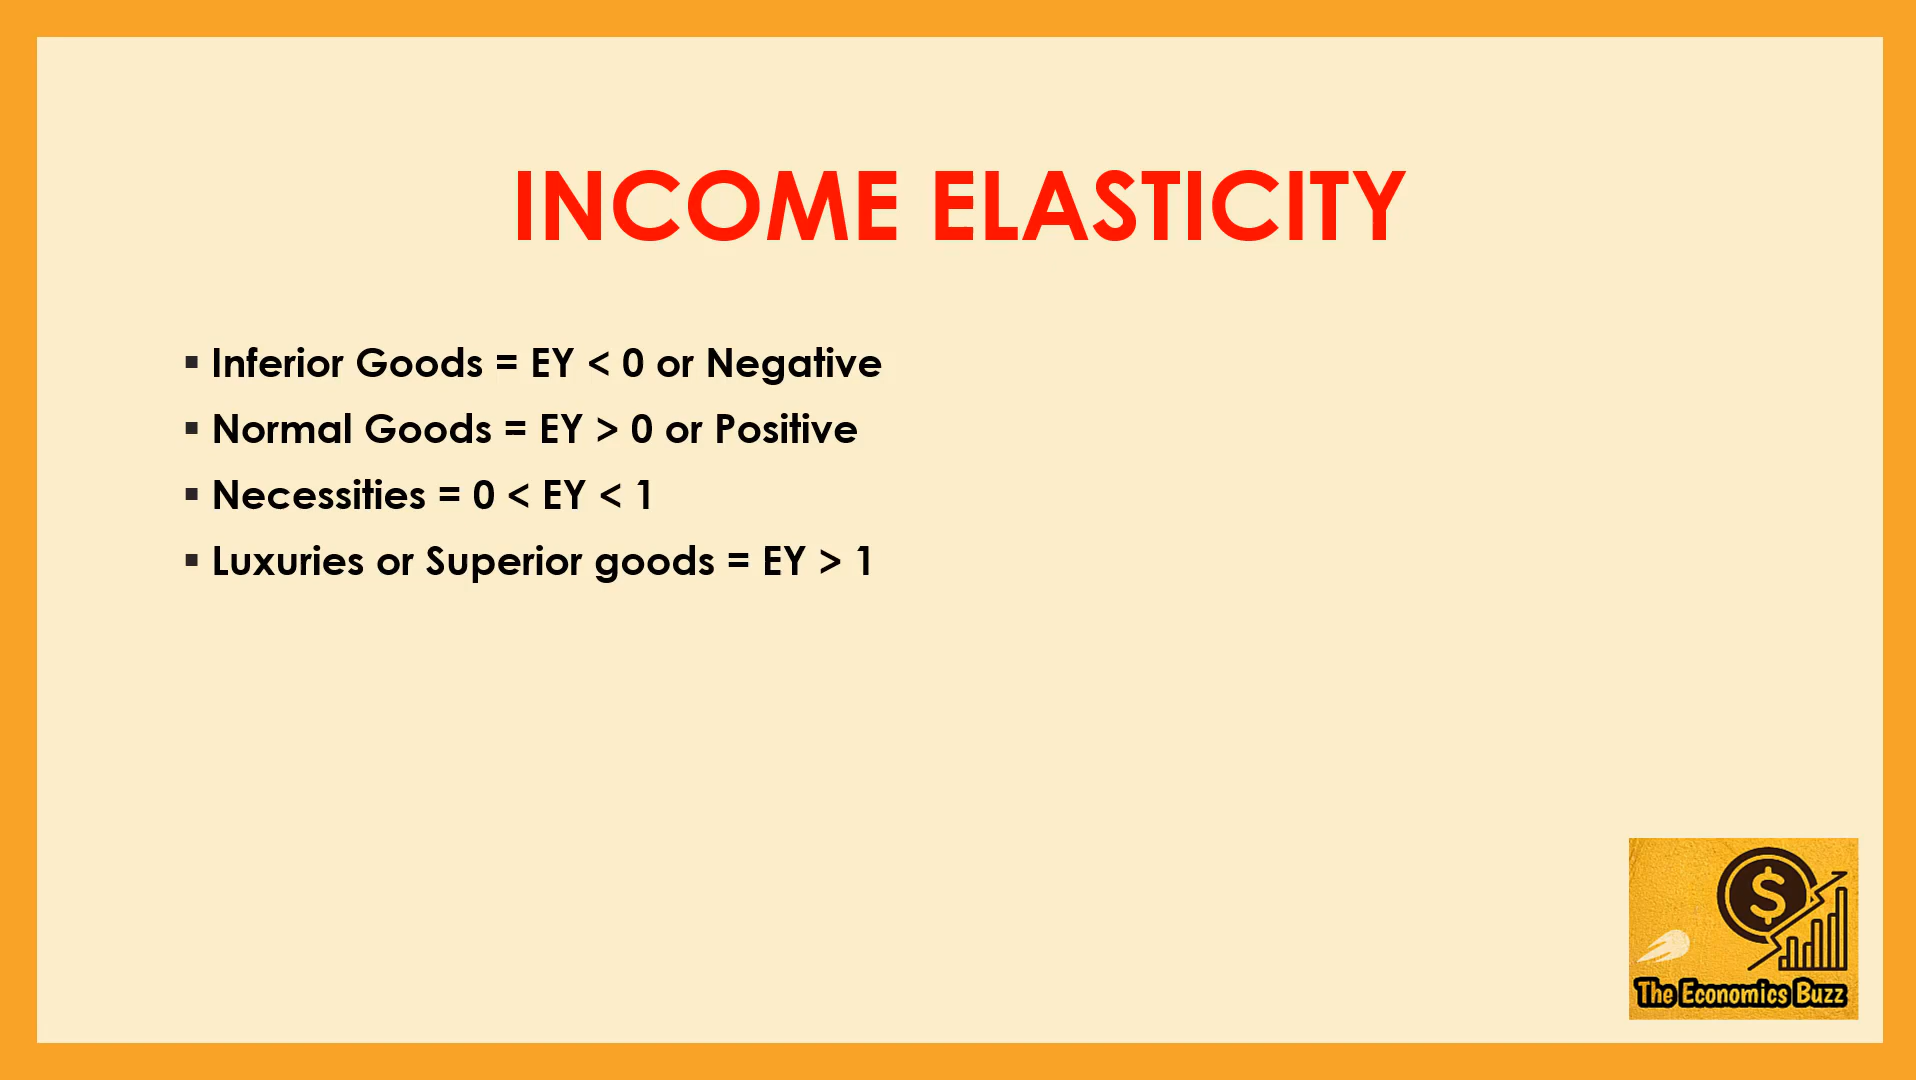 INCOME ELASTICITY
▪ Inferior Goods = EY < 0 or Negative
▪ Normal Goods = EY > 0 or Positive
▪ Necessities = 0 < EY < 1
▪ Luxuries or Superior goods = EY > 1
$
The Economics Buzz